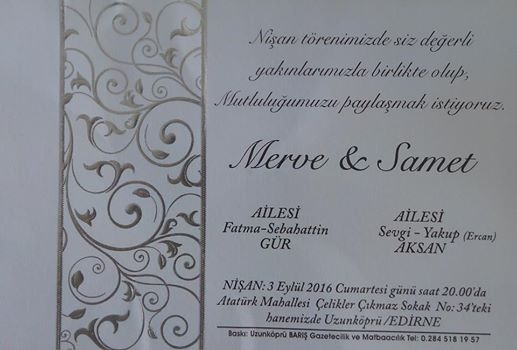 Nişan törenimizde siz değerli
yakınlarımızla birlikte olup,
Mutluluğumuzu paylaşmak istiyoruz.
Merve & Samet
AİLESİ
Fatma-Sebahattin
GÜR
AİLESİ
Sevgi - Yakup (Ercan)
AKSAN
NİŞAN: 3 Eylül 2016 Cumartesi günü saat 20.00'da
Atatürk Mahallesi Çelikler Çıkmaz Sokak No: 34'teki
hanemizde Uzunköprü /EDİRNE
Baskı: Uzunköprü BARIŞ Gazetecilik ve Matbaacılık Tel: 0.284 518 19 57